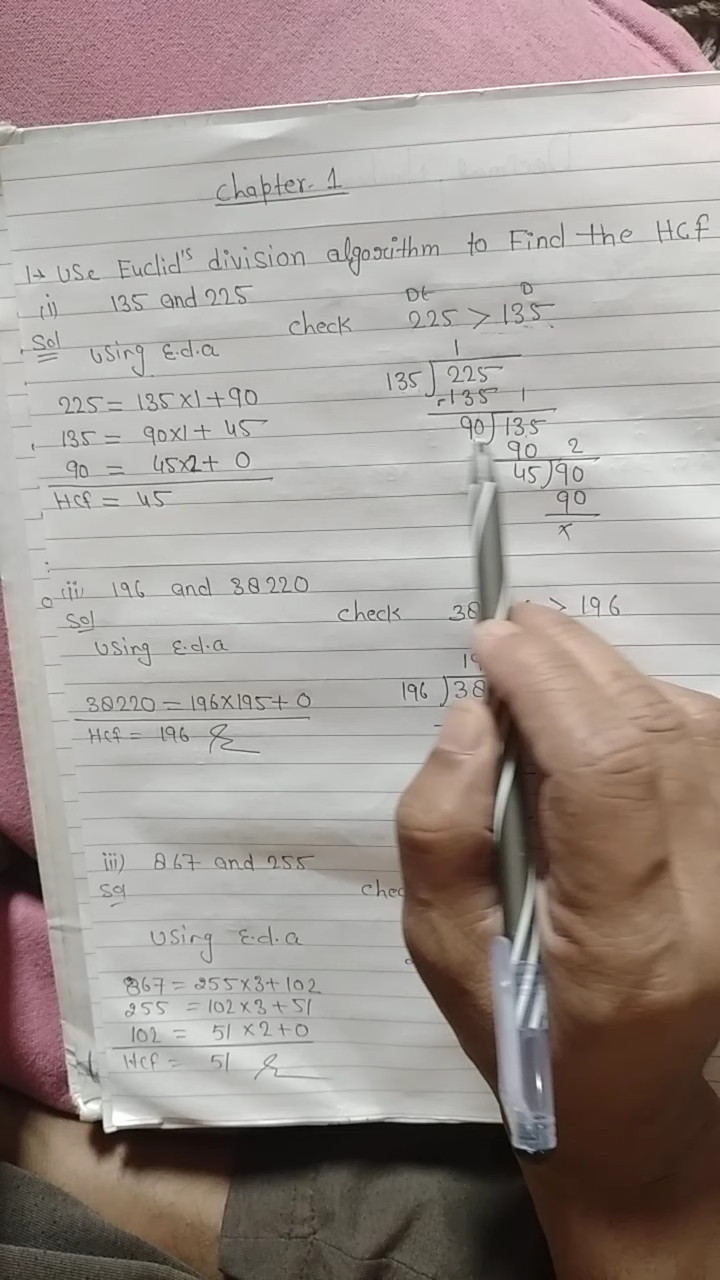 Chapter-1
1→ Use Euclid's division algorithm to Find the HCF
(i) 135 and 225
Sol
check
Dt D
225 > 135
using E.d.a
225 = 135×1+90
135 = 90×1+ 45
90 = 45×2+ 0
HCF = 45
1
135)225
-135 1
90)135
90 2
45)90
90
×
(ii) 196 and 38220
Sol
check
> 196
using E.d.a
38220 = 196×195+ 0
HCF = 196
196)38
iii) 867 and 255
using E.d.a
867 = 255×3+102
255 = 102×3+51
102 = 51×2+0
HCF = 51